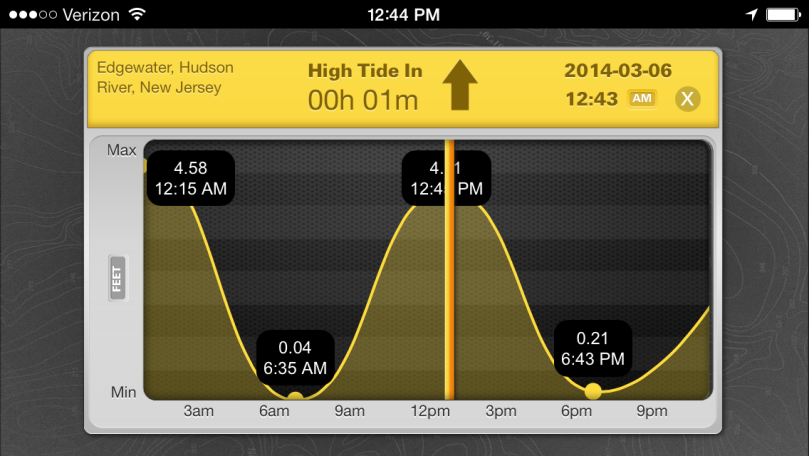 Verizon 12:44 PM
Edgewater, Hudson
River, New Jersey
High Tide In
00h 01m
2014-03-06
12:43 AM X
Max
4.58
12:15 AM
PM
FEET
0.04
6:35 AM
0.21
6:43 PM
Min
3am 6am 9am 12pm 3pm 6pm 9pm